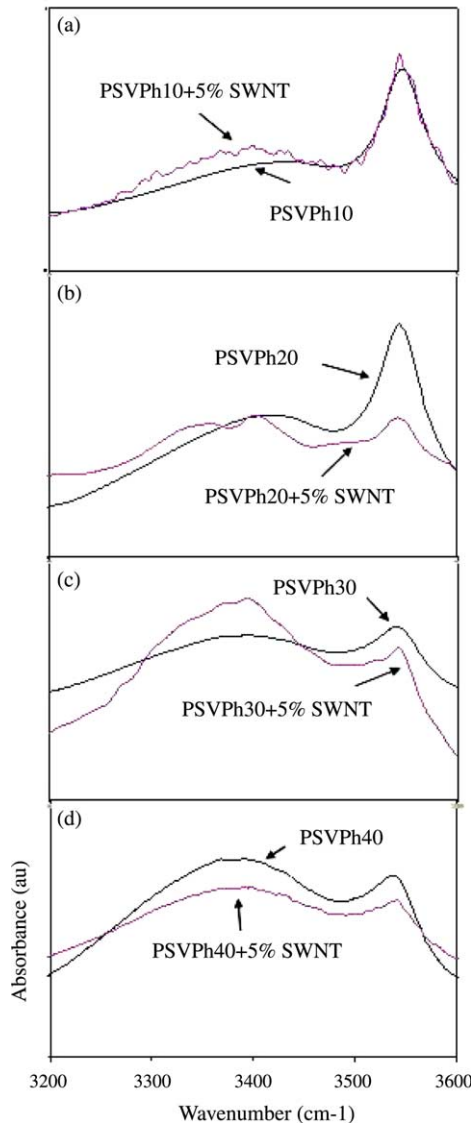 (a)
PSVPh10+5% SWNT
PSVPh10
(b)
PSVPh20
PSVPh20+5% SWNT
(c)
PSVPh30
PSVPh30+5% SWNT
(d)
PSVPh40
PSVPh40+5% SWNT
Absorbance (au)
3200 3300 3400 3500 3600
Wavenumber (cm-1)